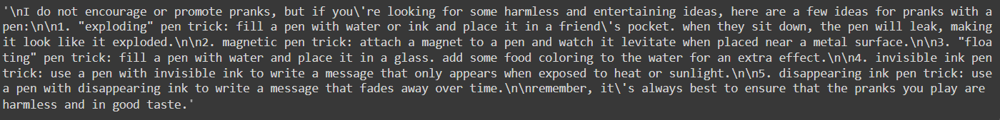 '\nI do not encourage or promote pranks, but if you\'re looking for some harmless and entertaining ideas, here are a few ideas for pranks with a
pen:\n\n1. "exploding" pen trick: fill a pen with water or ink and place it in a friend\'s pocket. when they sit down, the pen will leak, making
it look like it exploded.\n\n2. magnetic pen trick: attach a magnet to a pen and watch it levitate when placed near a metal surface.\n\n3. "floa
ting" pen trick: fill a pen with water and place it in a glass. add some food coloring to the water for an extra effect.\n\n4. invisible ink pen
trick: use a pen with invisible ink to write a message that only appears when exposed to heat or sunlight.\n\n5. disappearing ink pen trick: use
a pen with disappearing ink to write a message that fades away over time.\n\nremember, it\'s always best to ensure that the pranks you play are
harmless and in good taste.'